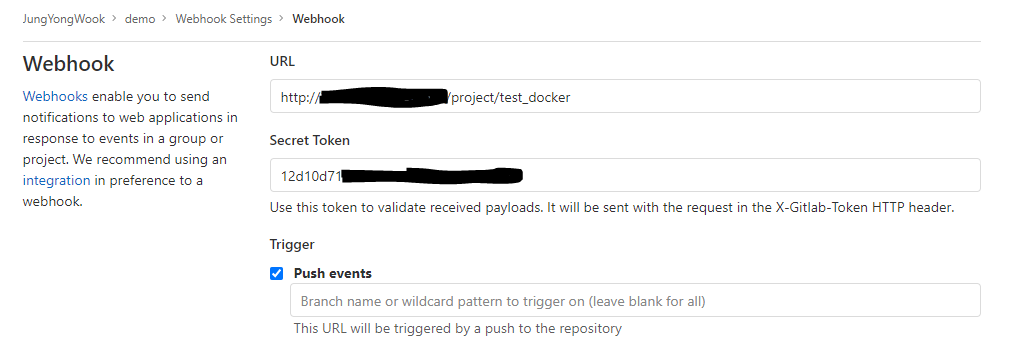 JungYongWook > demo > Webhook Settings > Webhook
Webhook
Webhooks enable you to send
notifications to web applications in
response to events in a group or
project. We recommend using an
integration in preference to a
webhook.
URL
http:// /project/test_docker
Secret Token
12d10d71
Use this token to validate received payloads. It will be sent with the request in the X-Gitlab-Token HTTP header.
Trigger
Push events
Branch name or wildcard pattern to trigger on (leave blank for all)
This URL will be triggered by a push to the repository